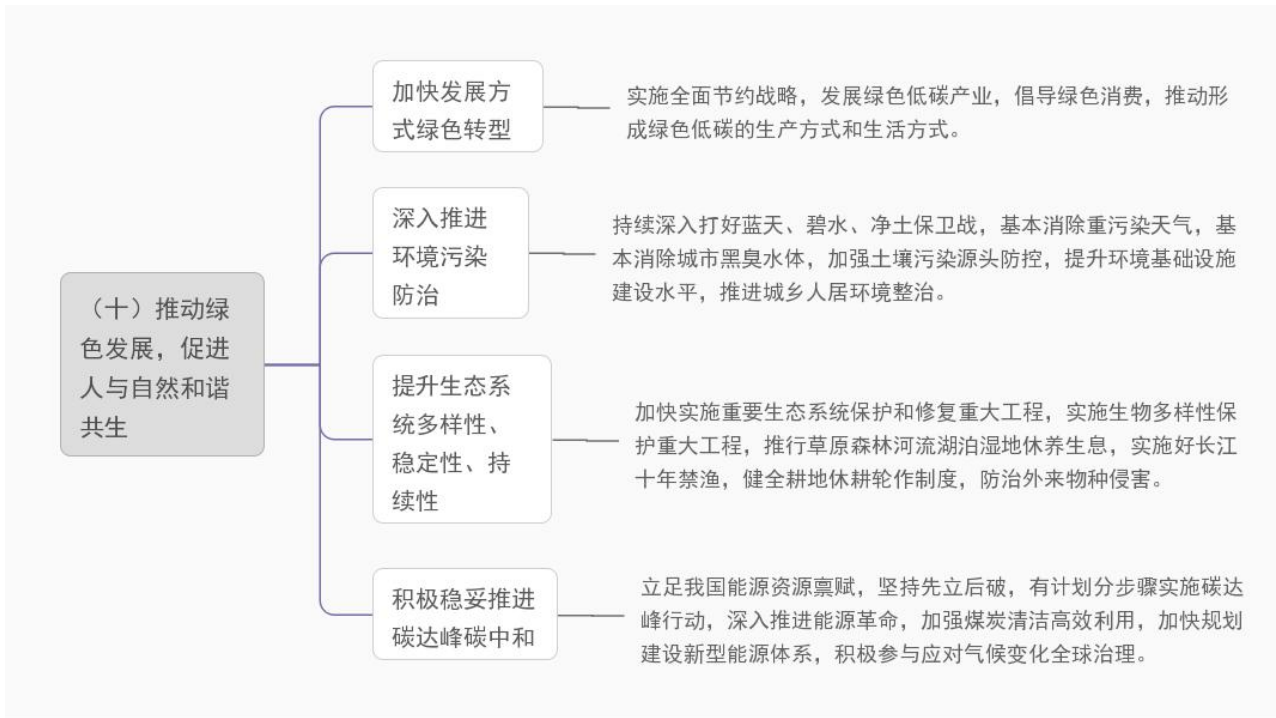 （十）推动绿
色发展，促进
人与自然和谐
共生
加快发展方
式绿色转型
实施全面节约战略，发展绿色低碳产业，倡导绿色消费，推动形
成绿色低碳的生产方式和生活方式。
深入推进
环境污染
防治
持续深入打好蓝天、碧水、净土保卫战，基本消除重污染天气，基
本消除城市黑臭水体，加强土壤污染源头防控，提升环境基础设施
建设水平，推进城乡人居环境整治。
提升生态系
统多样性、
稳定性、持
续性
加快实施重要生态系统保护和修复重大工程，实施生物多样性保
护重大工程，推行草原森林河流湖泊湿地休养生息，实施好长江
十年禁渔，健全耕地休耕轮作制度，防治外来物种侵害。
积极稳妥推进
碳达峰碳中和
立足我国能源资源禀赋，坚持先立后破，有计划分步骤实施碳达
峰行动，深入推进能源革命，加强煤炭清洁高效利用，加快规划
建设新型能源体系，积极参与应对气候变化全球治理。